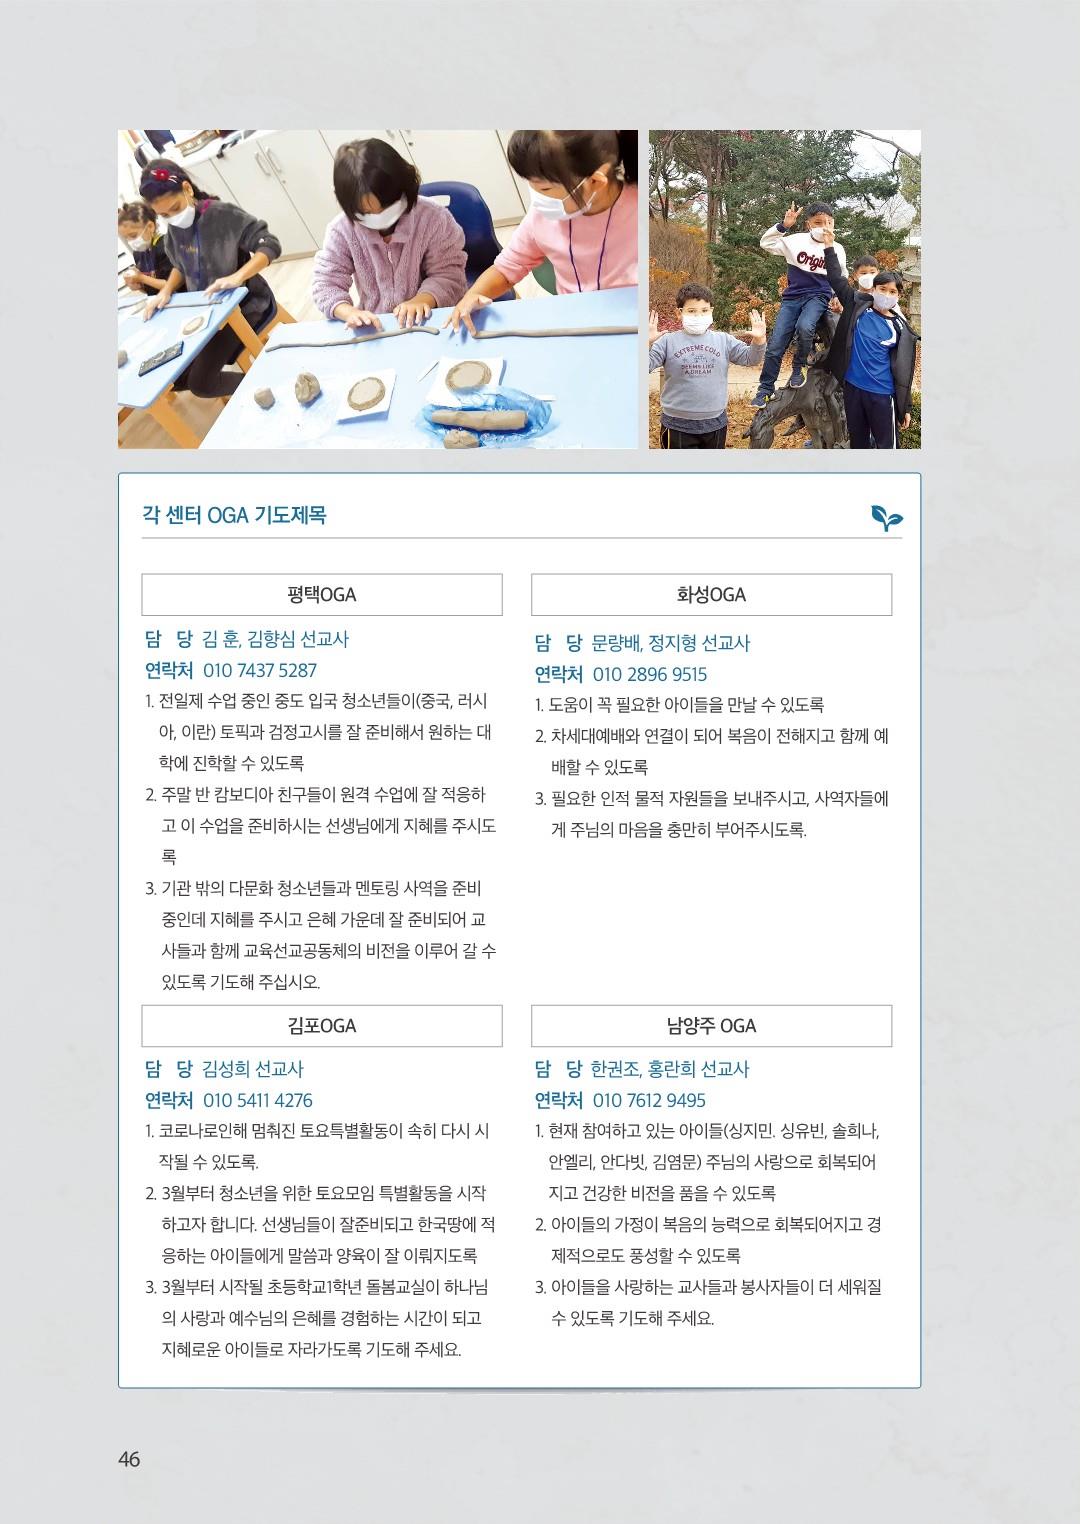 Origin
EXTREME COLD
DEEMS LIKE
A DREAM
각 센터 OGA 기도제목
평택OGA
담 당 김 훈, 김향심 선교사
연락처 010 7437 5287
1. 전일제 수업 중인 중도 입국 청소년들이(중국, 러시
아, 이란) 토픽과 검정고시를 잘 준비해서 원하는 대
학에 진학할 수 있도록
2. 주말 반 캄보디아 친구들이 원격 수업에 잘 적응하
고 이 수업을 준비하시는 선생님에게 지혜를 주시도
록
3. 기관 밖의 다문화 청소년들과 멘토링 사역을 준비
중인데 지혜를 주시고 은혜 가운데 잘 준비되어 교
사들과 함께 교육선교공동체의 비전을 이루어 갈 수
있도록 기도해 주십시오.
화성OGA
담 당 문량배, 정지형 선교사
연락처 010 2896 9515
1. 도움이 꼭 필요한 아이들을 만날 수 있도록
2. 차세대예배와 연결이 되어 복음이 전해지고 함께 예
배할 수 있도록
3. 필요한 인적 물적 자원들을 보내주시고, 사역자들에
게 주님의 마음을 충만히 부어주시도록.
김포OGA
담 당 김성희 선교사
연락처 010 5411 4276
1. 코로나로인해 멈춰진 토요특별활동이 속히 다시 시
작될 수 있도록.
2. 3월부터 청소년을 위한 토요모임 특별활동을 시작
하고자 합니다. 선생님들이 잘준비되고 한국땅에 적
응하는 아이들에게 말씀과 양육이 잘 이뤄지도록
3. 3월부터 시작될 초등학교1학년 돌봄교실이 하나님
의 사랑과 예수님의 은혜를 경험하는 시간이 되고
지혜로운 아이들로 자라가도록 기도해 주세요.
남양주 OGA
담 당 한권조, 홍란희 선교사
연락처 010 7612 9495
1. 현재 참여하고 있는 아이들(싱지민. 싱유빈, 솔희나,
안엘리, 안다빗, 김염문) 주님의 사랑으로 회복되어
지고 건강한 비전을 품을 수 있도록
2. 아이들의 가정이 복음의 능력으로 회복되어지고 경
제적으로도 풍성할 수 있도록
3. 아이들을 사랑하는 교사들과 봉사자들이 더 세워질
수 있도록 기도해 주세요.
46